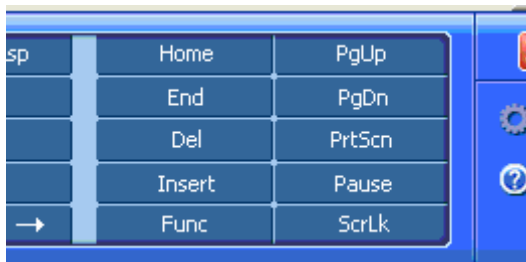 sp Home PgUp
End PgDn
Del PrtScn
Insert Pause
→ Func ScrLk
?